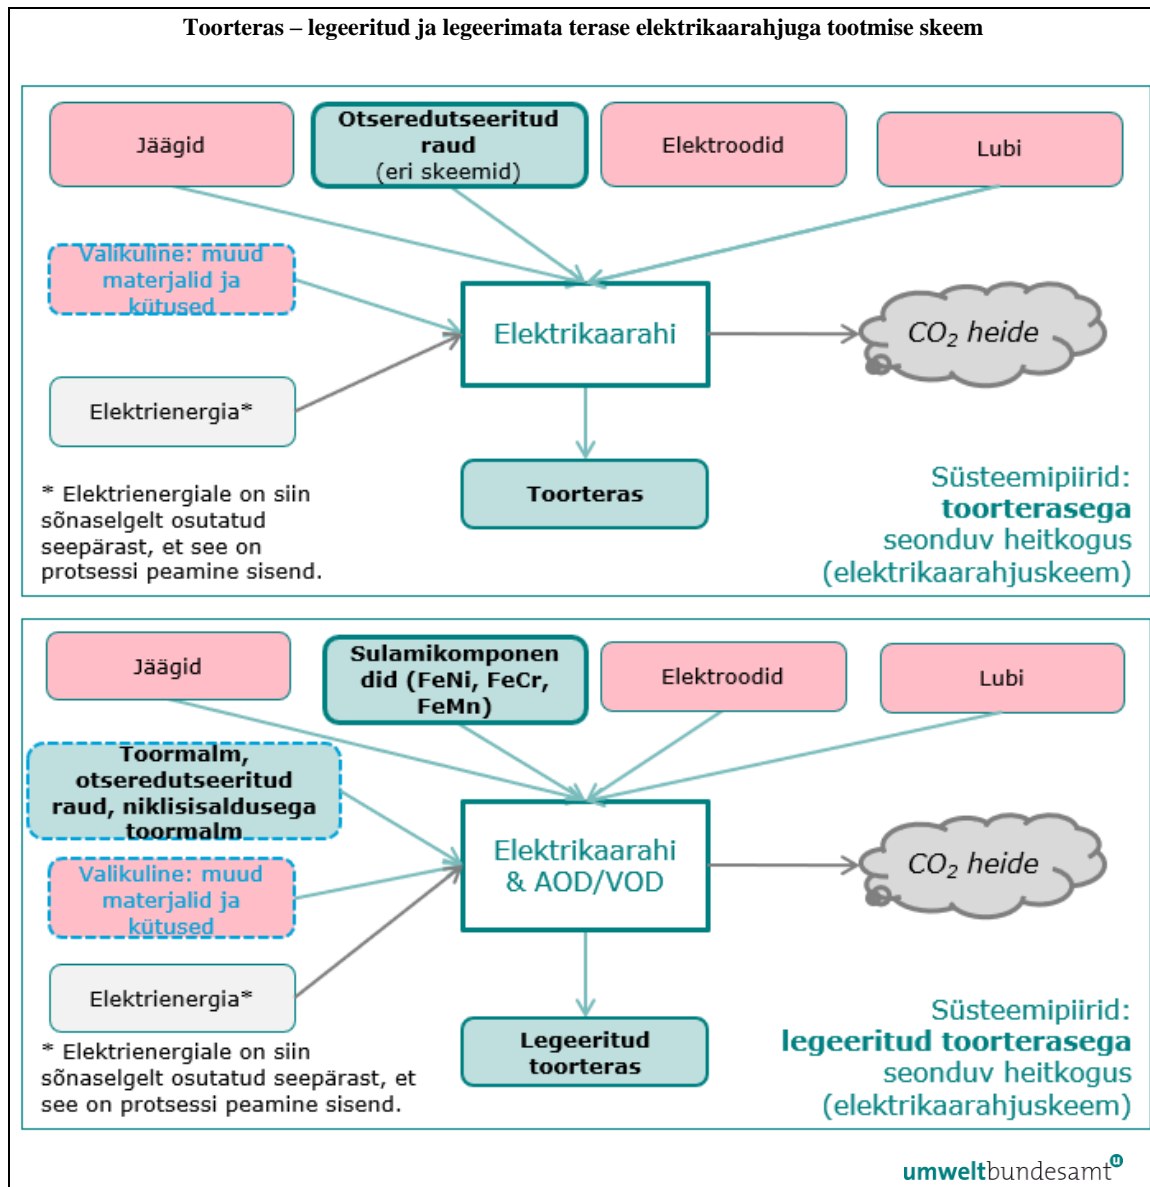 Toorteras – legeeritud ja legeerimata terase elektrikaarahjuga tootmise skeem
Jäägid
Otseredutseeritud
raud
(eri skeemid)
Elektroodid
Lubi
Valikuline: muud
materjalid ja
kütused
Elektrikaarahi
CO₂ heide
Elektrienergia*
Toorteras
* Elektrienergiale on siin
sõnaselgelt osutatud
seepärast, et see on
protsessi peamine sisend.
Süsteemipiirid:
toorterasega
seonduv heitkogus
(elektrikaarahjuskeem)
Jäägid
Sulamikomponen
did (FeNi, FeCr,
FeMn)
Elektroodid
Lubi
Toormalm,
otseredutseeritud
raud, niklisisaldusega
toormalm
Valikuline: muud
materjalid ja
kütused
Elektrikaarahi
& AOD/VOD
CO₂ heide
Elektrienergia*
Legeeritud
toorteras
* Elektrienergiale on siin
sõnaselgelt osutatud seepärast, et
see on protsessi peamine sisend.
Süsteemipiirid:
legeeritud toorterasega
seonduv heitkogus
(elektrikaarahjuskeem)
umweltbundesamt u